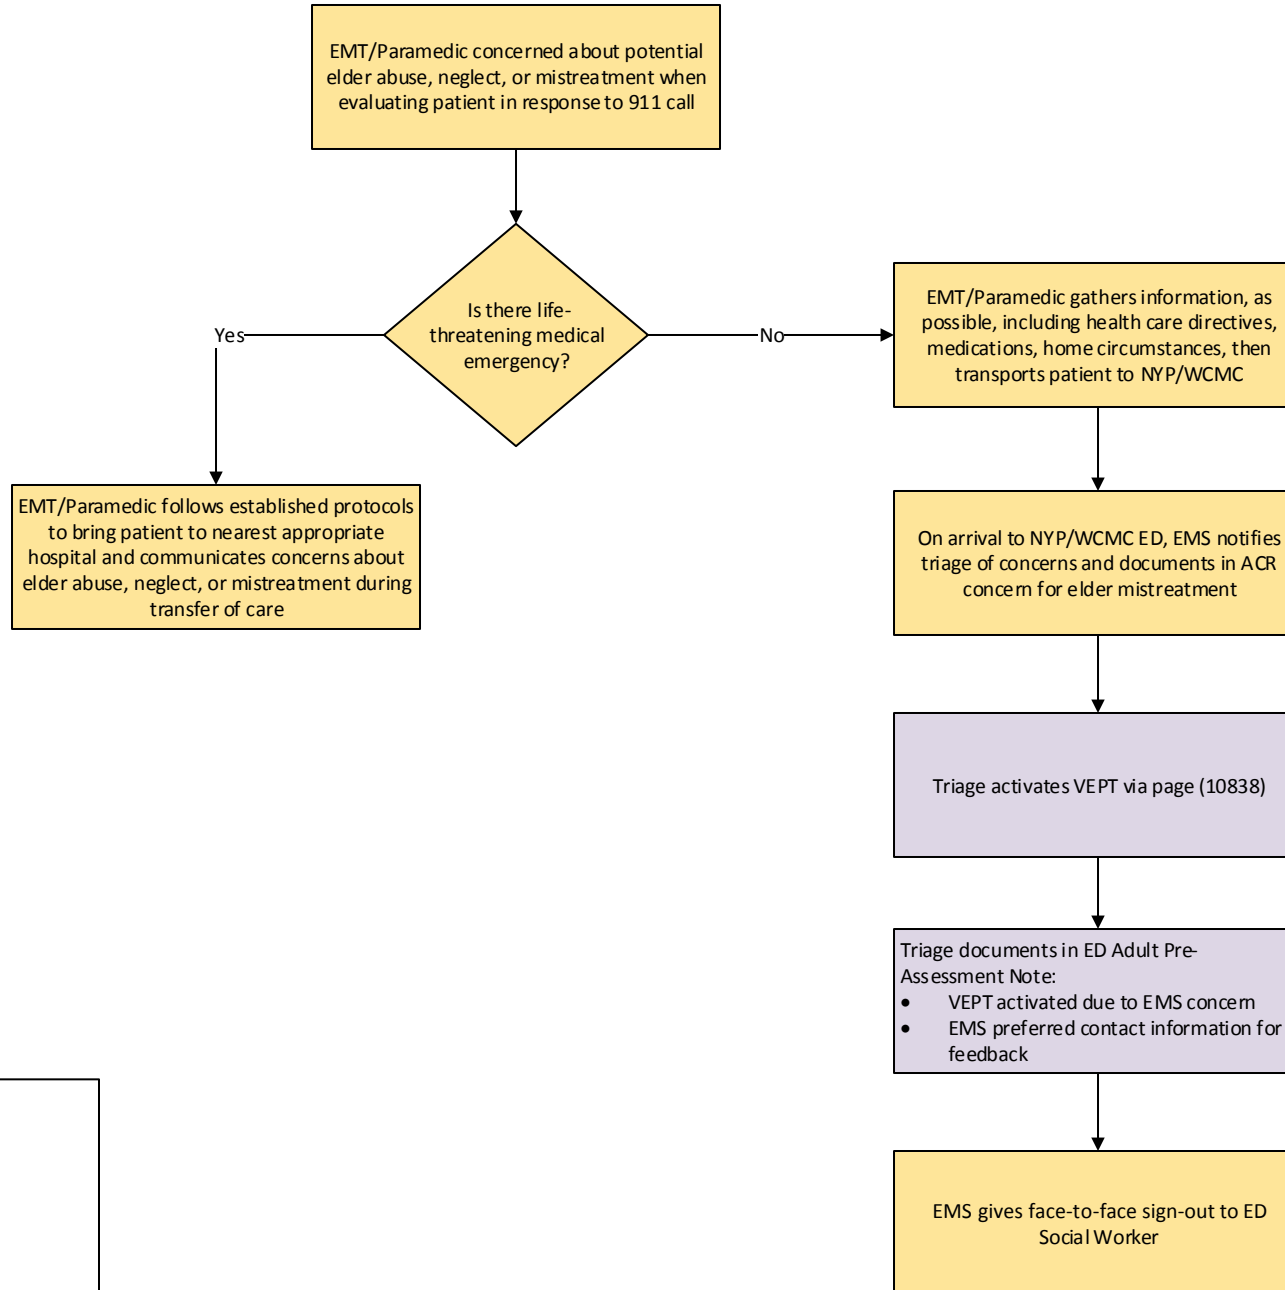 EMT/Paramedic concerned about potential
elder abuse, neglect, or mistreatment when
evaluating patient in response to 911 call
Is there life-
threatening medical
emergency?
Yes
No
EMT/Paramedic gathers information, as
possible, including health care directives,
medications, home circumstances, then
transports patient to NYP/WCMC
EMT/Paramedic follows established protocols
to bring patient to nearest appropriate
hospital and communicates concerns about
elder abuse, neglect, or mistreatment during
transfer of care
On arrival to NYP/WCMC ED, EMS notifies
triage of concerns and documents in ACR
concern for elder mistreatment
Triage activates VEPT via page (10838)
Triage documents in ED Adult Pre-
Assessment Note:
• VEPT activated due to EMS concern
• EMS preferred contact information for
feedback
EMS gives face-to-face sign-out to ED
Social Worker